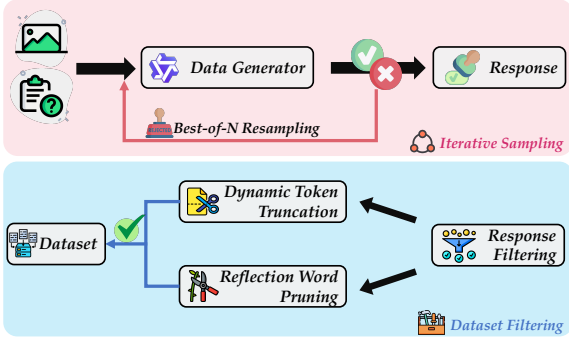 Data Generator
Response
REJECTED
Best-of-N Resampling
Iterative Sampling
Dynamic Token
Truncation
Dataset
Response
Filtering
Reflection Word
Pruning
Dataset Filtering